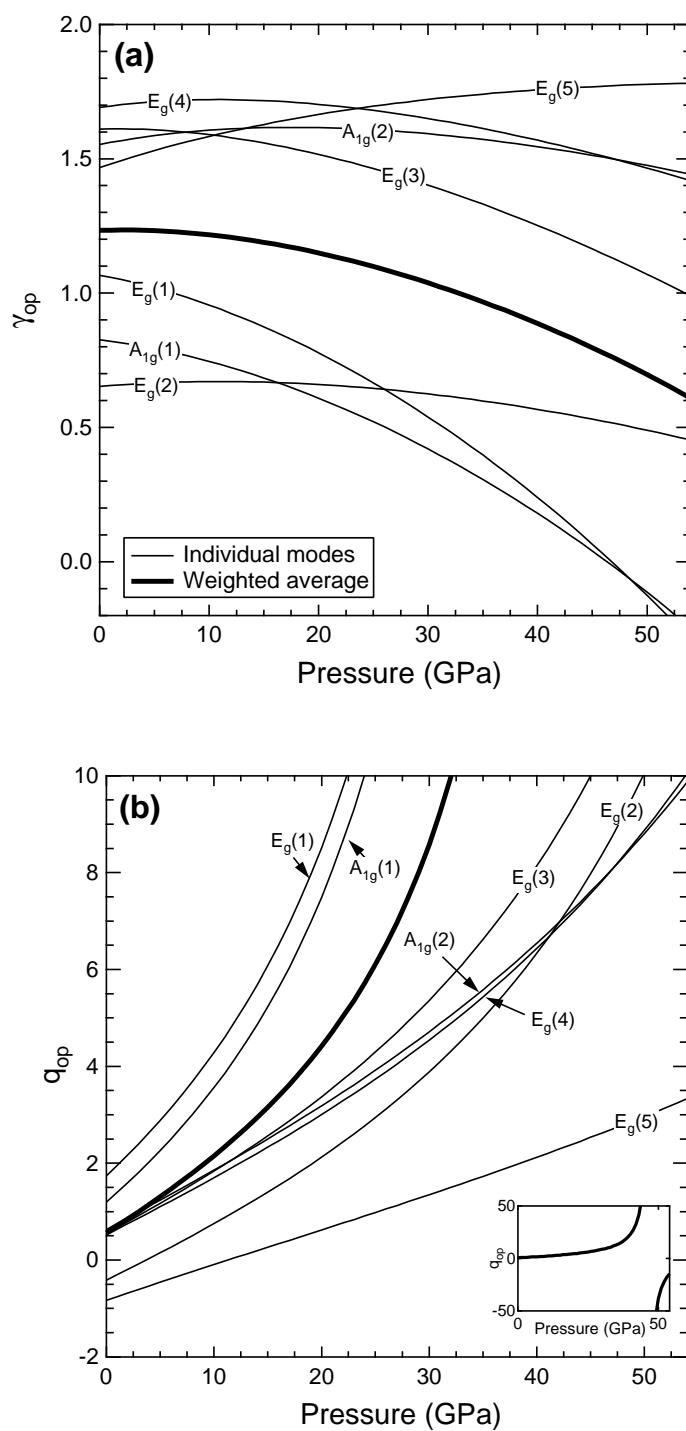 (a)
2.0
1.5
1.0
0.5
0.0
γop
Eg(4)
Eg(5)
A1g(2)
Eg(3)
Eg(1)
A1g(1)
Eg(2)
Individual modes
Weighted average
0 10 20 30 40 50
Pressure (GPa)
(b)
10
8
6
4
2
0
-2
qop
Eg(1)
A1g(1)
Eg(2)
Eg(3)
A1g(2)
Eg(4)
Eg(5)
50
0
-50
qop
0 50
Pressure (GPa)
0 10 20 30 40 50
Pressure (GPa)